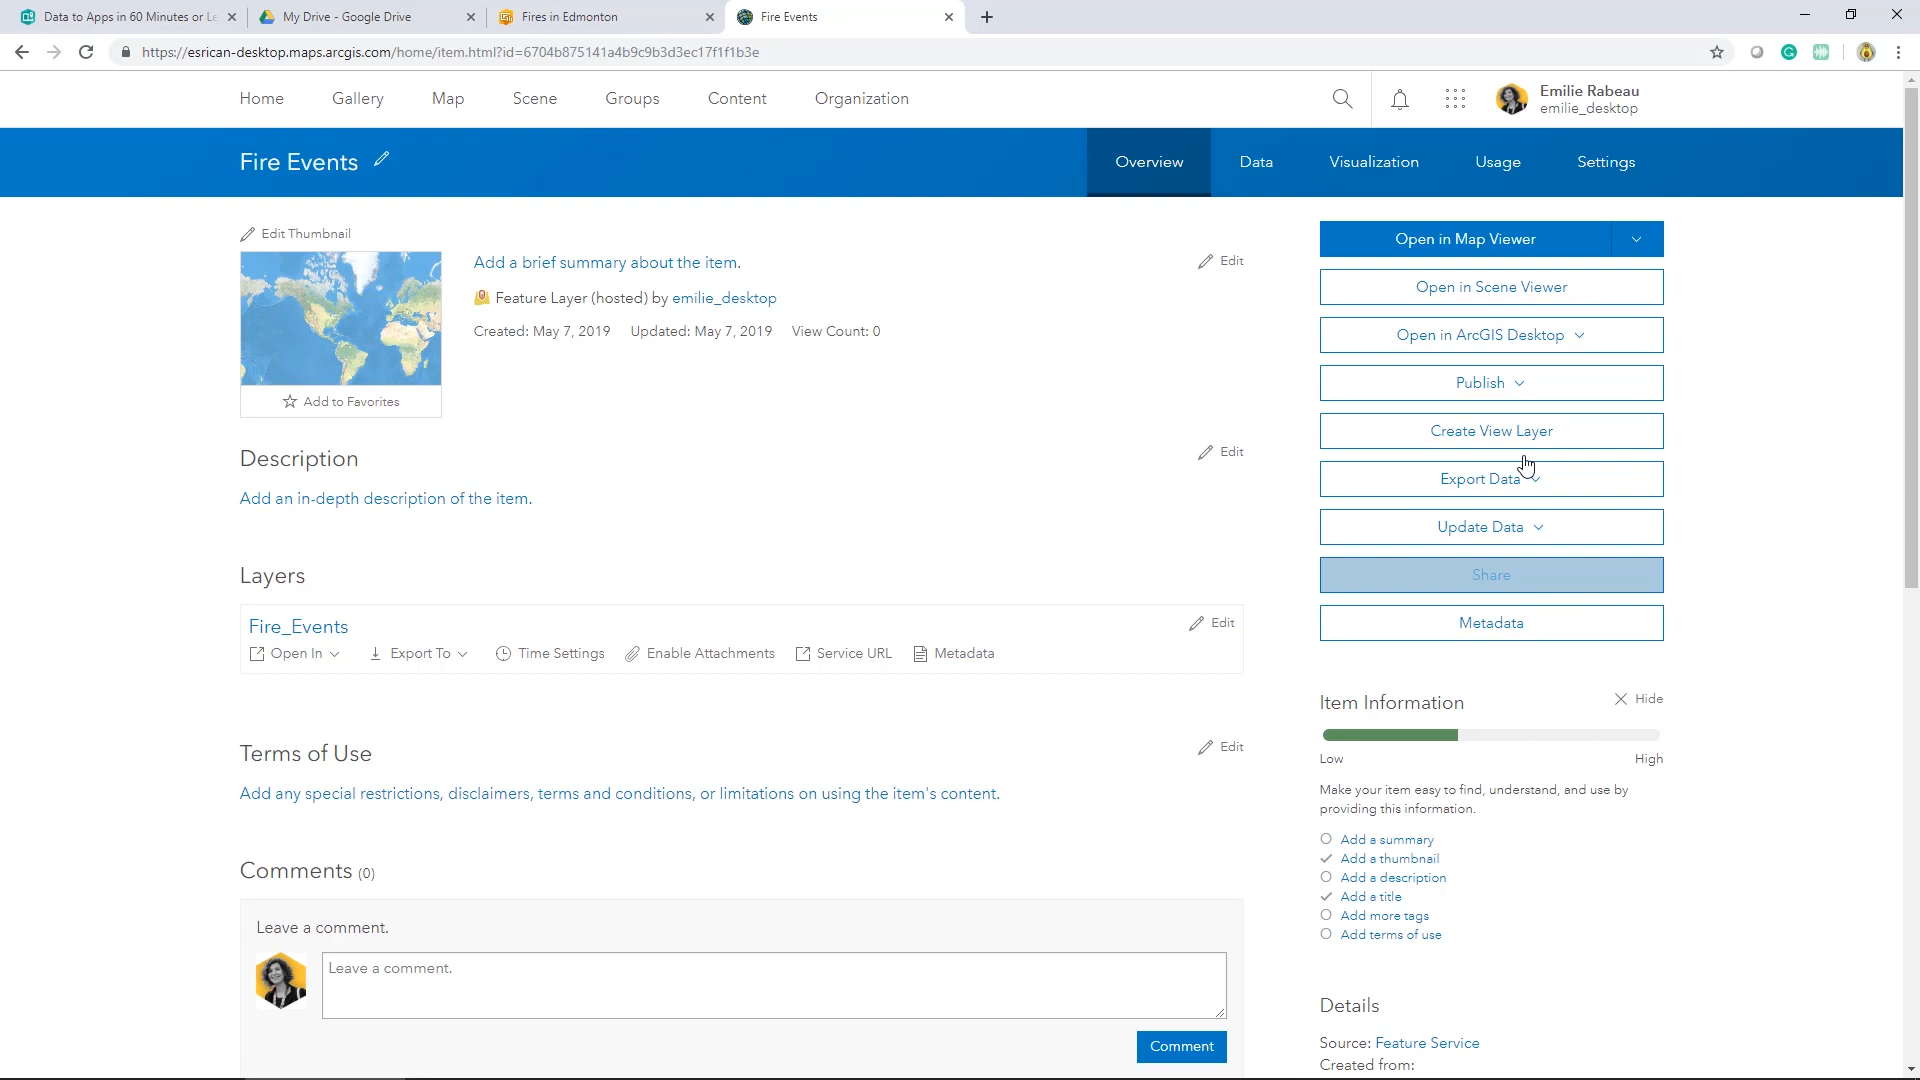 Data to Apps in 60 Minutes or Le
My Drive - Google Drive
Fires in Edmonton
Fire Events
https://esrican-desktop.maps.arcgis.com/home/item.html?id=6704b875141a4b9c9b3d3ec17f1f1b3e
Home
Gallery
Map
Scene
Groups
Content
Organization
Emilie Rabeau
emilie_desktop
Fire Events
Overview
Data
Visualization
Usage
Settings
Edit Thumbnail
Add to Favorites
Add a brief summary about the item.
Edit
Feature Layer (hosted) by emilie_desktop
Created: May 7, 2019 Updated: May 7, 2019 View Count: 0
Description
Edit
Add an in-depth description of the item.
Layers
Fire_Events
Edit
Open In
Export To
Time Settings
Enable Attachments
Service URL
Metadata
Terms of Use
Edit
Add any special restrictions, disclaimers, terms and conditions, or limitations on using the item's content.
Comments (0)
Leave a comment.
Leave a comment.
Comment
Open in Map Viewer
Open in Scene Viewer
Open in ArcGIS Desktop
Publish
Create View Layer
Export Data
Update Data
Share
Metadata
Item Information
Hide
Low
High
Make your item easy to find, understand, and use by
providing this information.
Add a summary
Add a thumbnail
Add a description
Add a title
Add more tags
Add terms of use
Details
Source: Feature Service
Created from: